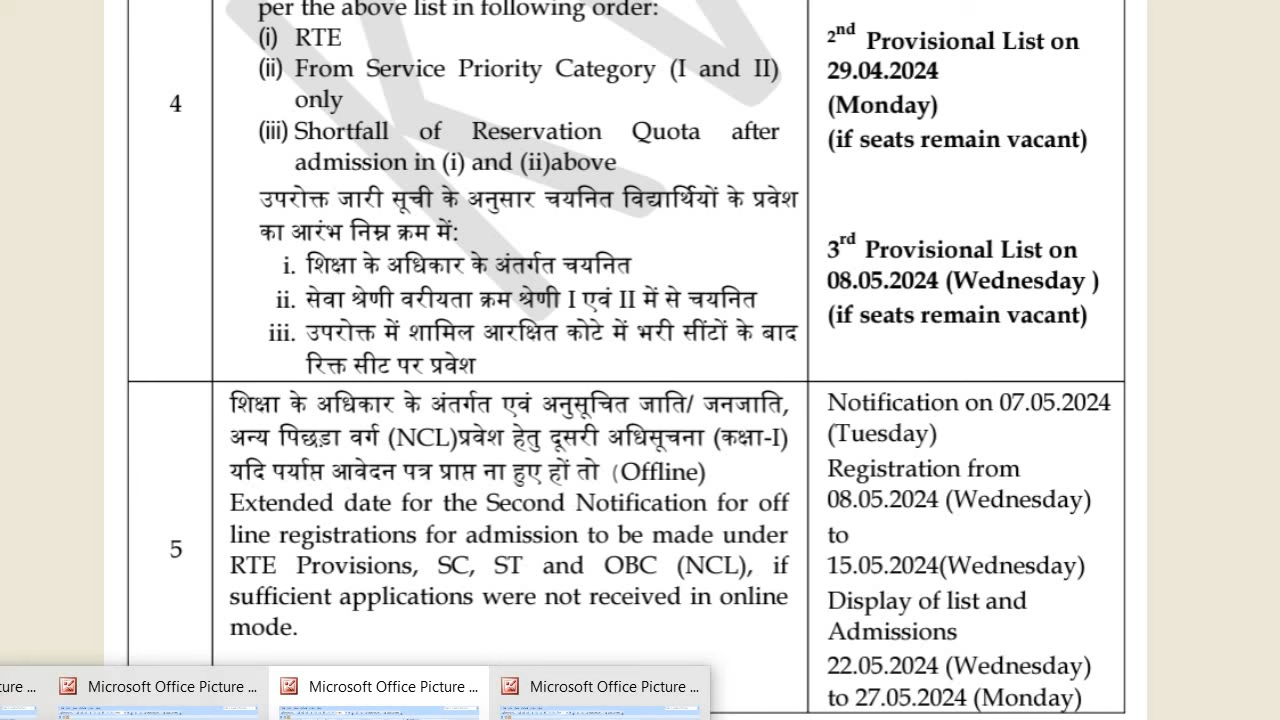 per the above list in following order:
(i) RTE
(ii) From Service Priority Category (I and II)
only
(iii) Shortfall of Reservation Quota after
admission in (i) and (ii)above
उपरोक्त जारी सूची के अनुसार चयनित विद्यार्थियों के प्रवेश
का आरंभ निम्न क्रम में:
i. शिक्षा के अधिकार के अंतर्गत चयनित
ii. सेवा श्रेणी वरीयता क्रम श्रेणी I एवं II में से चयनित
iii. उपरोक्त में शामिल आरक्षित कोटे में भरी सींटों के बाद
रिक्त सीट पर प्रवेश
4
2nd Provisional List on
29.04.2024
(Monday)
(if seats remain vacant)
3rd Provisional List on
08.05.2024 (Wednesday )
(if seats remain vacant)
शिक्षा के अधिकार के अंतर्गत एवं अनुसूचित जाति/ जनजाति,
अन्य पिछड़ा वर्ग (NCL)प्रवेश हेतु दूसरी अधिसूचना (कक्षा-I)
यदि पर्याप्त आवेदन पत्र प्राप्त ना हुए हों तो (Offline)
Extended date for the Second Notification for off
line registrations for admission to be made under
RTE Provisions, SC, ST and OBC (NCL), if
sufficient applications were not received in online
mode.
5
Notification on 07.05.2024
(Tuesday)
Registration from
08.05.2024 (Wednesday)
to
15.05.2024(Wednesday)
Display of list and
Admissions
22.05.2024 (Wednesday)
to 27.05.2024 (Monday)
ture ...
Microsoft Office Picture ...
Microsoft Office Picture ...
Microsoft Office Picture ...